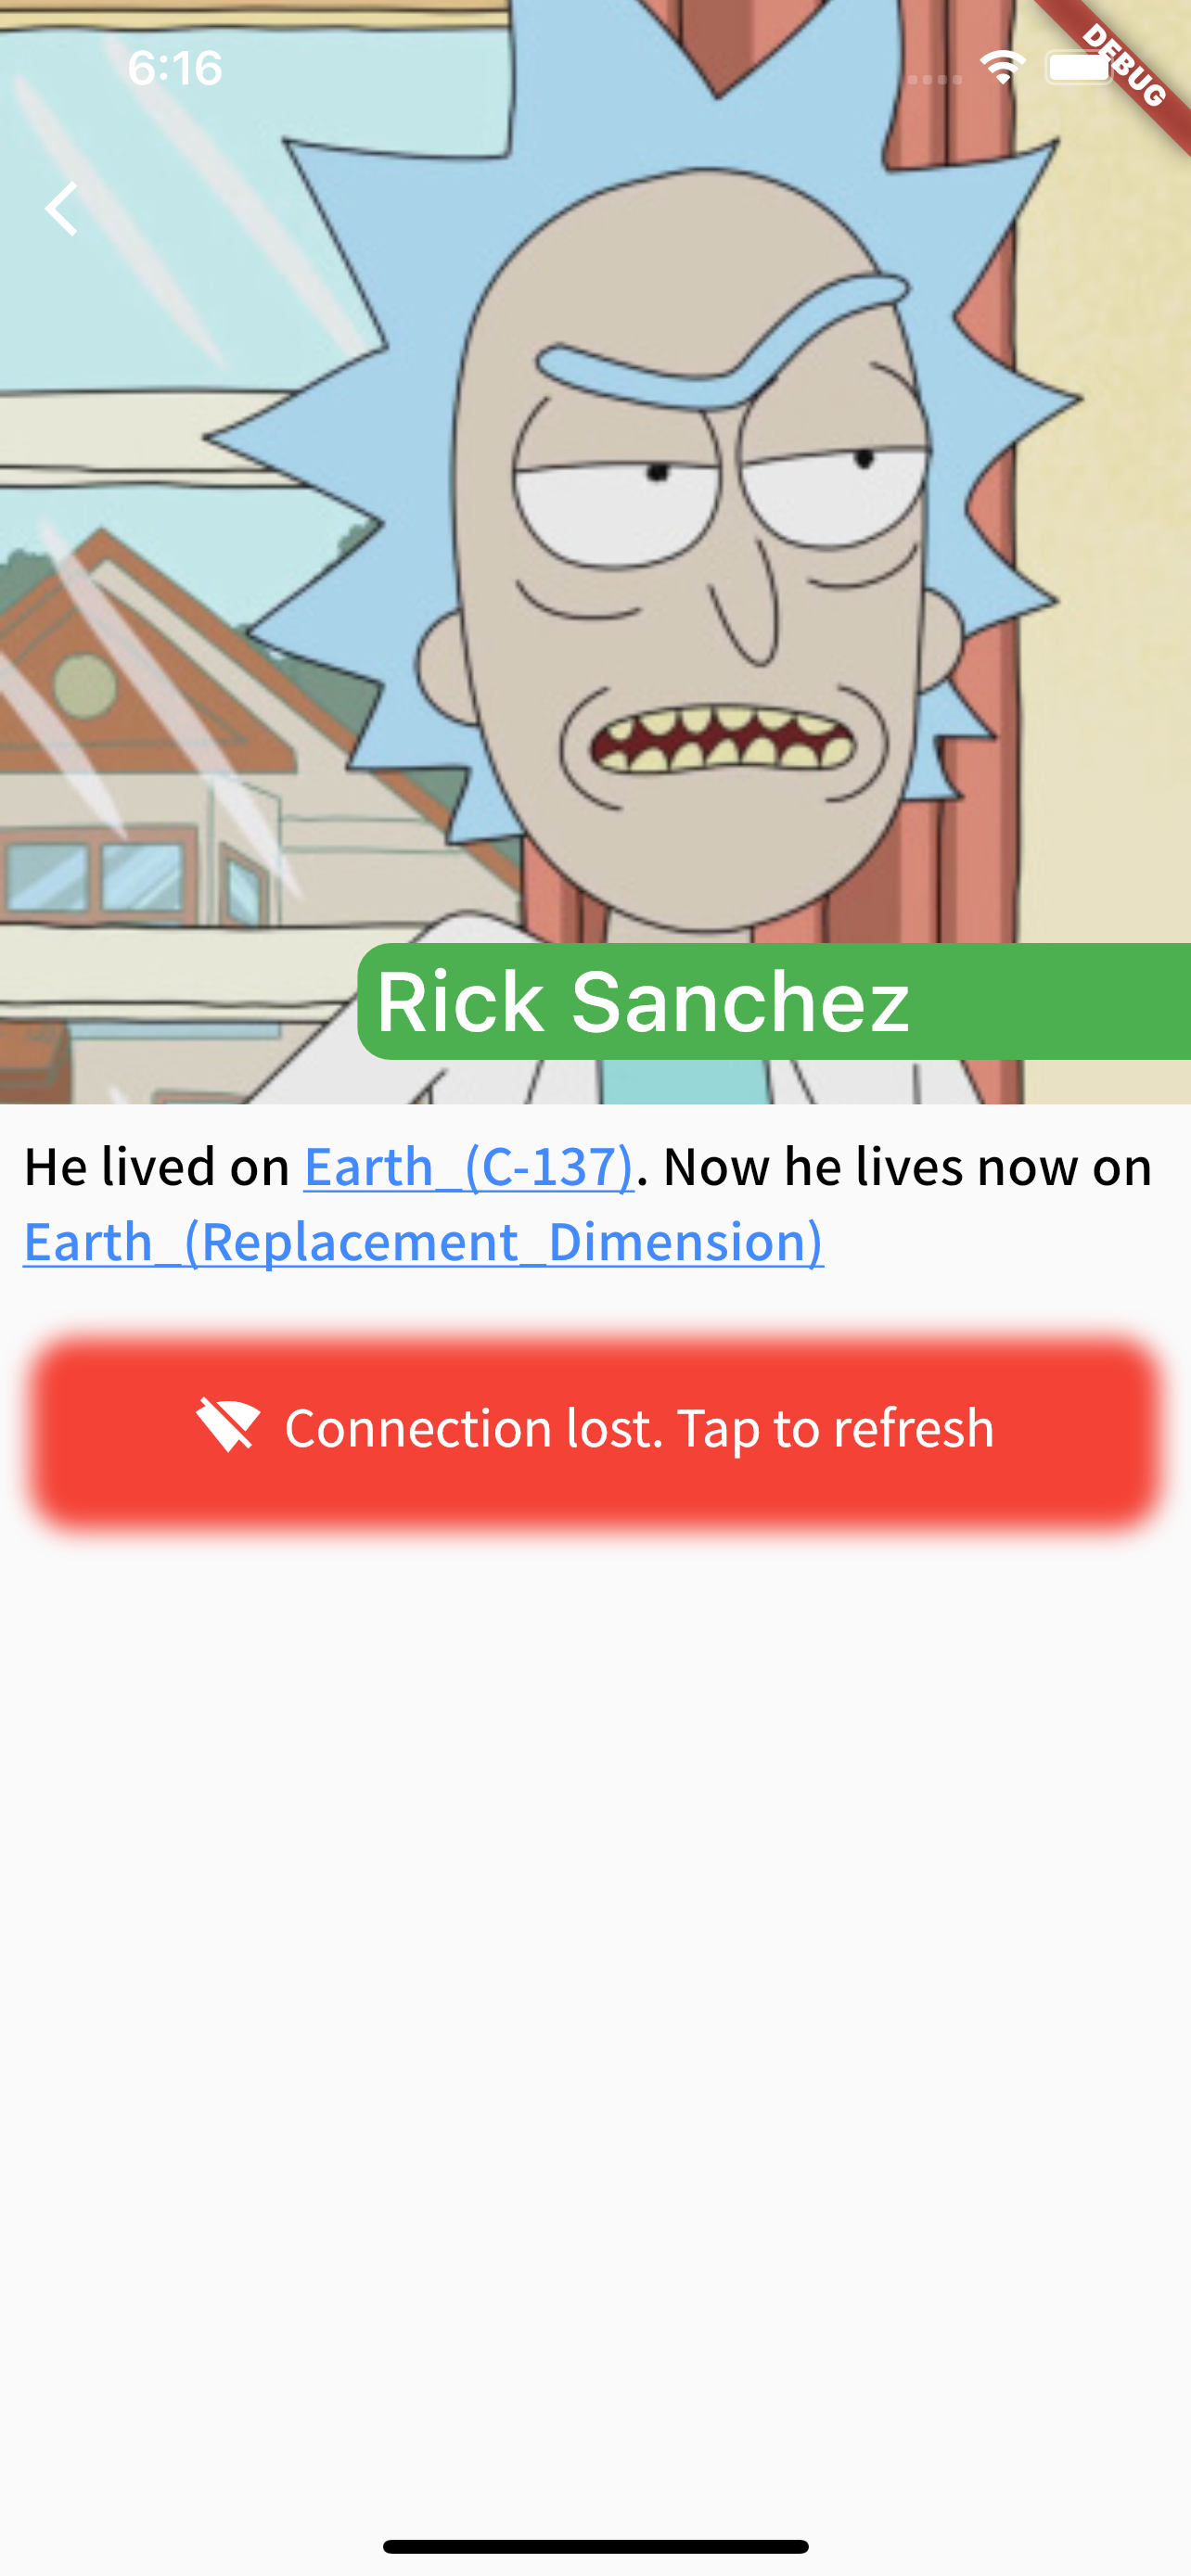 6:16
DEBUG
Rick Sanchez
He lived on Earth_(C-137). Now he lives now on
Earth_(Replacement_Dimension)
Connection lost. Tap to refresh